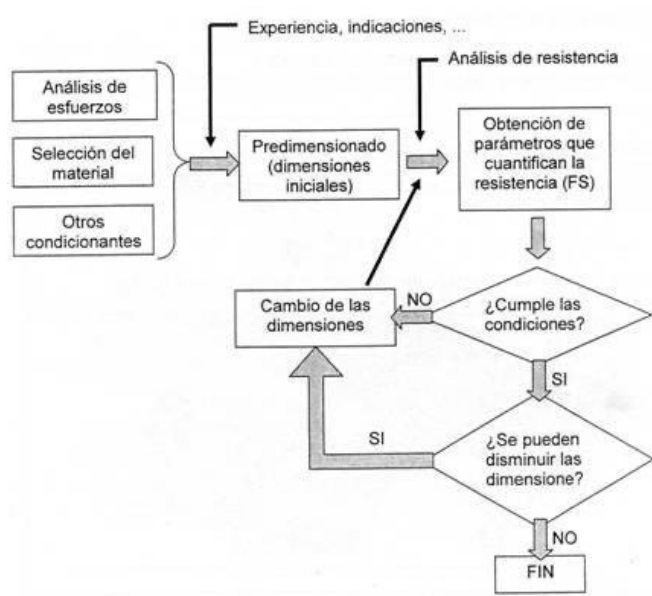 Experiencia, indicaciones, ...
Análisis de resistencia
Análisis de
esfuerzos
Selección del
material
Otros
condicionantes
Predimensionado
(dimensiones
iniciales)
Obtención de
parámetros que
cuantifican la
resistencia (FS)
Cambio de las
dimensiones
NO
¿Cumple las
condiciones?
SI
SI
¿Se pueden
disminuir las
dimensione?
NO
FIN